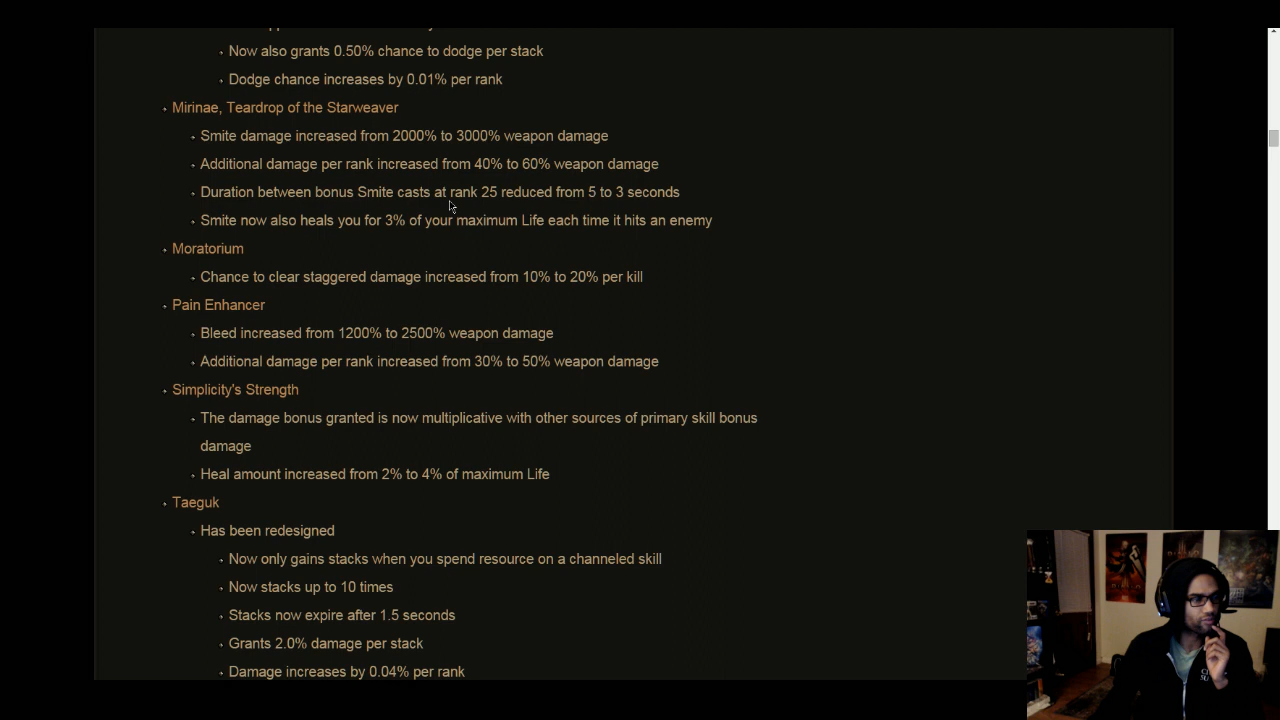 Now also grants 0.50% chance to dodge per stack
Dodge chance increases by 0.01% per rank
Mirinae, Teardrop of the Starweaver
Smite damage increased from 2000% to 3000% weapon damage
Additional damage per rank increased from 40% to 60% weapon damage
Duration between bonus Smite casts at rank 25 reduced from 5 to 3 seconds
Smite now also heals you for 3% of your maximum Life each time it hits an enemy
Moratorium
Chance to clear staggered damage increased from 10% to 20% per kill
Pain Enhancer
Bleed increased from 1200% to 2500% weapon damage
Additional damage per rank increased from 30% to 50% weapon damage
Simplicity's Strength
The damage bonus granted is now multiplicative with other sources of primary skill bonus
damage
Heal amount increased from 2% to 4% of maximum Life
Taeguk
Has been redesigned
Now only gains stacks when you spend resource on a channeled skill
Now stacks up to 10 times
Stacks now expire after 1.5 seconds
Grants 2.0% damage per stack
Damage increases by 0.04% per rank